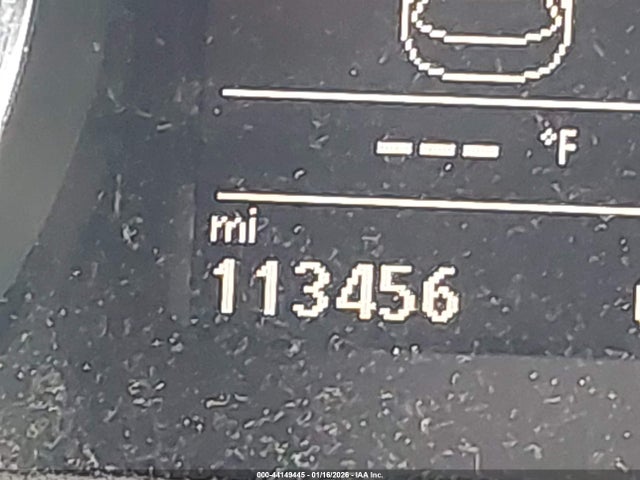 --- °F
mi
113456
000-44149445 - 01/16/2026 - IAA Inc.